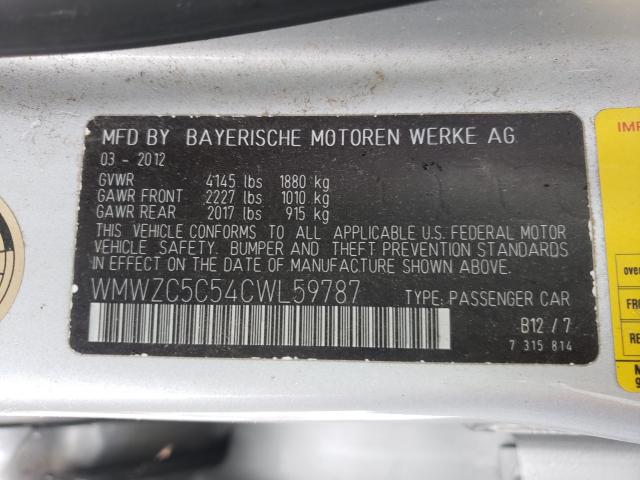 MFD BY BAYERISCHE MOTOREN WERKE AG
03 - 2012
GVWR 4145 lbs 1880 kg
GAWR FRONT 2227 lbs 1010 kg
GAWR REAR 2017 lbs 915 kg
THIS VEHICLE CONFORMS TO ALL APPLICABLE U.S. FEDERAL MOTOR
VEHICLE SAFETY, BUMPER AND THEFT PREVENTION STANDARDS
IN EFFECT ON THE DATE OF MANUFACTURE SHOWN ABOVE.
WMWZC5C54CWL59787 TYPE: PASSENGER CAR
B12 / 7
7 315 814